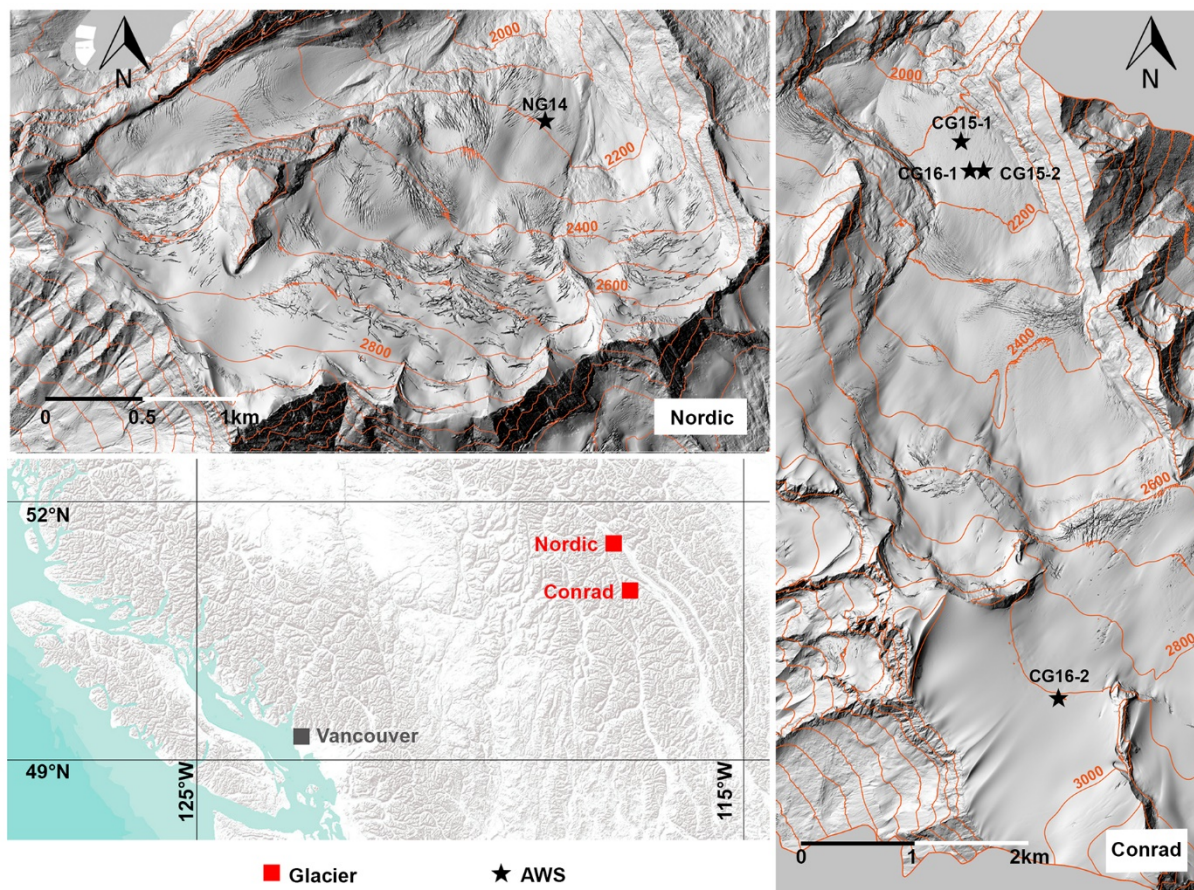 N
2000
NG14
2200
2400
2600
2800
0 0.5 1km
Nordic
N
2000
CG15-1
CG16-1 CG15-2
2200
2400
2600
2800
CG16-2
3000
0 1 2km
Conrad
52°N
Nordic
Conrad
Vancouver
49°N
125°W
115°W
Glacier
AWS